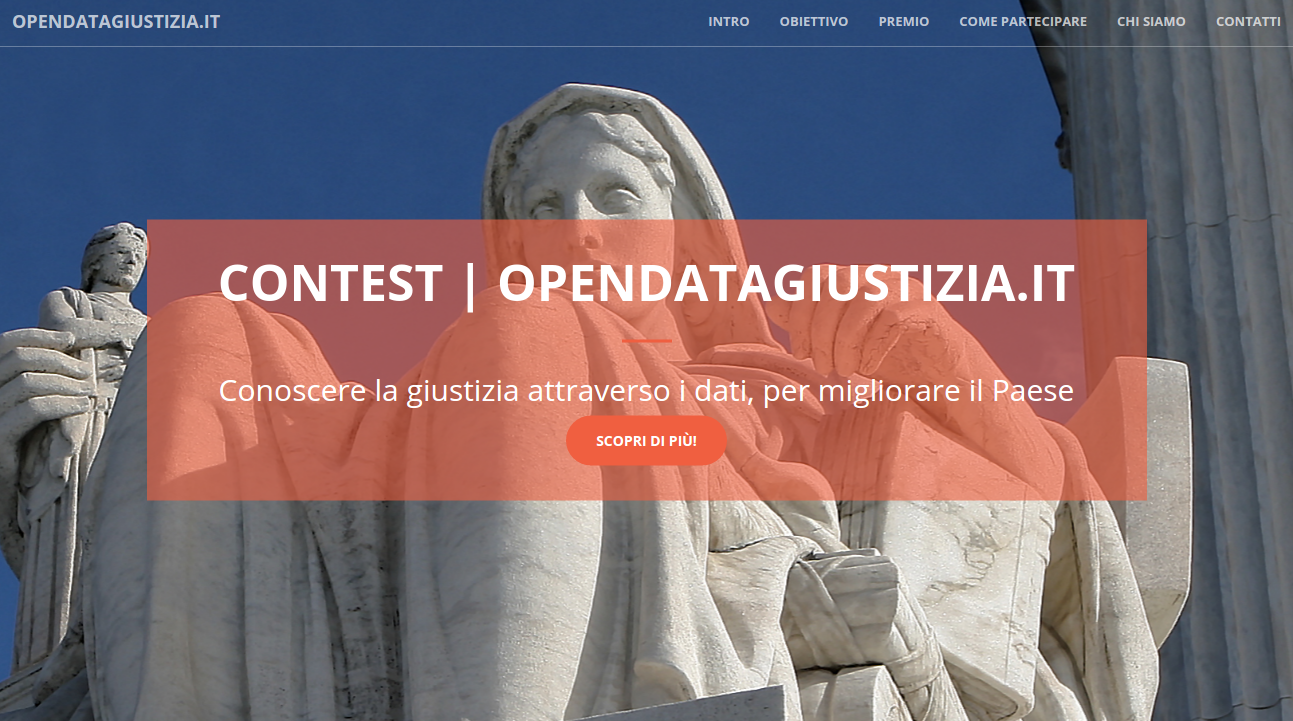 OPENDATAGIUSTIZIA.IT
INTRO OBIETTIVO PREMIO COME PARTECIPARE CHI SIAMO CONTATTI
CONTEST | OPENDATAGIUSTIZIA.IT
Conoscere la giustizia attraverso i dati, per migliorare il Paese
SCOPRI DI PIÙ!